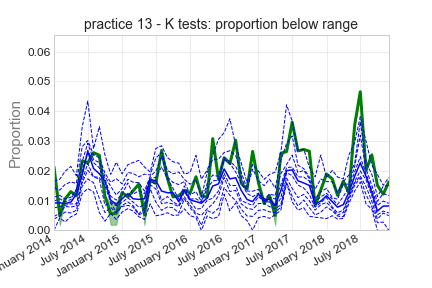 practice 13 - K tests: proportion below range
Proportion
0.06
0.05
0.04
0.03
0.02
0.01
0.00
nuary 2014
July 2014
January 2015
July 2015
January 2016
July 2016
January 2017
July 2017
January 2018
July 2018